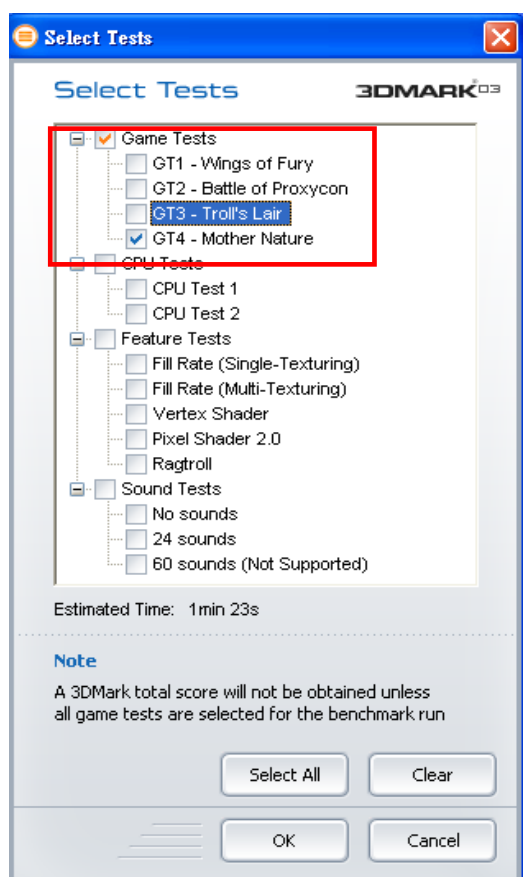 Select Tests
Select Tests 3DMARK®03
Game Tests
GT1 - Wings of Fury
GT2 - Battle of Proxycon
GT3 - Troll's Lair
GT4 - Mother Nature
CPU Tests
CPU Test 1
CPU Test 2
Feature Tests
Fill Rate (Single-Texturing)
Fill Rate (Multi-Texturing)
Vertex Shader
Pixel Shader 2.0
Ragtroll
Sound Tests
No sounds
24 sounds
60 sounds (Not Supported)
Estimated Time: 1min 23s
Note
A 3DMark total score will not be obtained unless
all game tests are selected for the benchmark run
Select All Clear
OK Cancel